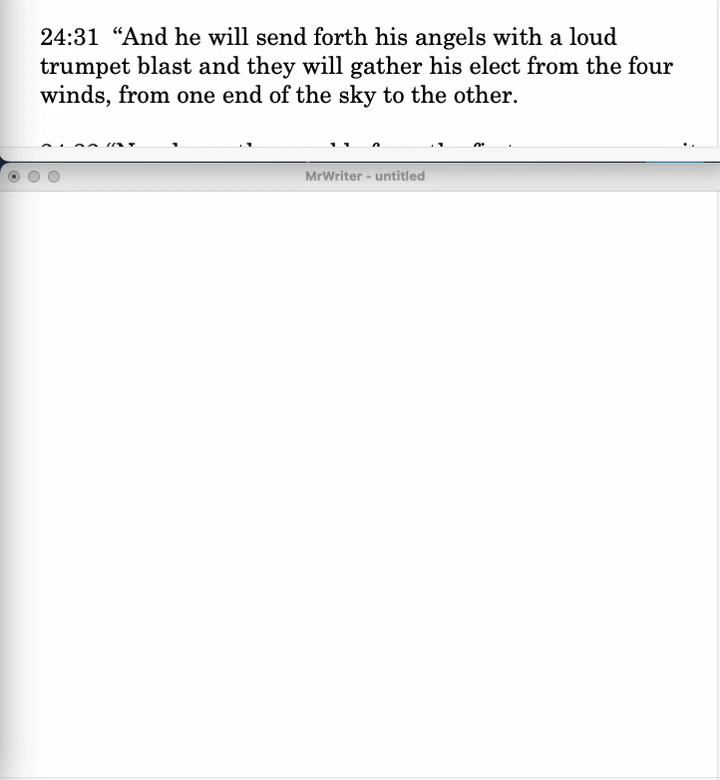 24:31 “And he will send forth his angels with a loud
trumpet blast and they will gather his elect from the four
winds, from one end of the sky to the other.
MrWriter - untitled